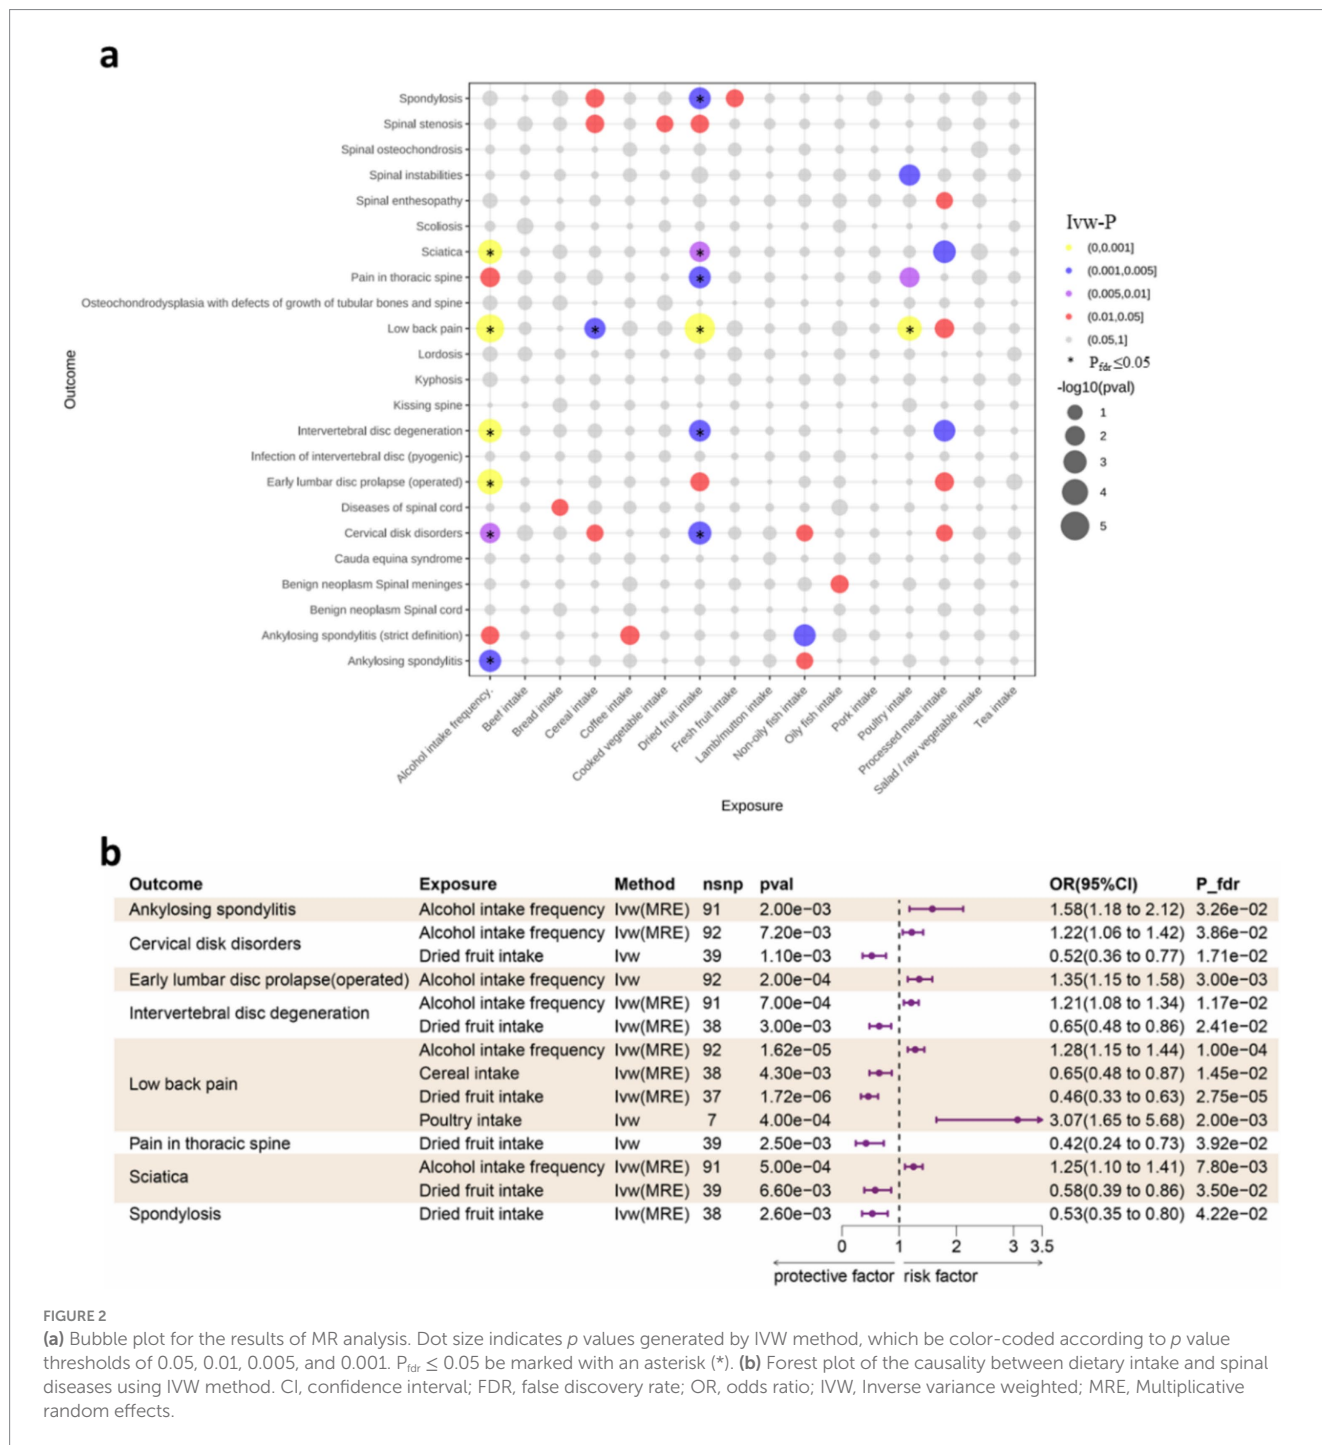 a
Spondylosis
Spinal stenosis
Spinal osteochondrosis
Spinal instabilities
Spinal enthesopathy
Scoliosis
Sciatica
Pain in thoracic spine
Osteochondrodysplasia with defects of growth of tubular bones and spine
Low back pain
Lordosis
Kyphosis
Kissing spine
Intervertebral disc degeneration
Infection of intervertebral disc (pyogenic)
Early lumbar disc prolapse (operated)
Diseases of spinal cord
Cervical disk disorders
Cauda equina syndrome
Benign neoplasm Spinal meninges
Benign neoplasm Spinal cord
Ankylosing spondylitis (strict definition)
Ankylosing spondylitis
Outcome
Alcohol intake frequency.
Beef intake
Bread intake
Cereal intake
Coffee intake
Cooked vegetable intake
Dried fruit intake
Fresh fruit intake
Lamb/mutton intake
Non-oily fish intake
Oily fish intake
Pork intake
Poultry intake
Processed meat intake
Salad / raw vegetable intake
Tea intake
Exposure
Ivw-P
(0,0.001]
(0.001,0.005]
(0.005,0.01]
(0.01,0.05]
(0.05,1]
* Pfdr≤0.05
-log10(pval)
1
2
3
4
5
b
Outcome Exposure Method nsnp pval OR(95%CI) P_fdr
Ankylosing spondylitis Alcohol intake frequency Ivw(MRE) 91 2.00e−03 1.58(1.18 to 2.12) 3.26e−02
Cervical disk disorders Alcohol intake frequency Ivw(MRE) 92 7.20e−03 1.22(1.06 to 1.42) 3.86e−02
Dried fruit intake Ivw 39 1.10e−03 0.52(0.36 to 0.77) 1.71e−02
Early lumbar disc prolapse(operated) Alcohol intake frequency Ivw 92 2.00e−04 1.35(1.15 to 1.58) 3.00e−03
Intervertebral disc degeneration Alcohol intake frequency Ivw(MRE) 91 7.00e−04 1.21(1.08 to 1.34) 1.17e−02
Dried fruit intake Ivw(MRE) 38 3.00e−03 0.65(0.48 to 0.86) 2.41e−02
Low back pain Alcohol intake frequency Ivw(MRE) 92 1.62e−05 1.28(1.15 to 1.44) 1.00e−04
Cereal intake Ivw(MRE) 38 4.30e−03 0.65(0.48 to 0.87) 1.45e−02
Dried fruit intake Ivw(MRE) 37 1.72e−06 0.46(0.33 to 0.63) 2.75e−05
Poultry intake Ivw 7 4.00e−04 3.07(1.65 to 5.68) 2.00e−03
Pain in thoracic spine Dried fruit intake Ivw 39 2.50e−03 0.42(0.24 to 0.73) 3.92e−02
Sciatica Alcohol intake frequency Ivw(MRE) 91 5.00e−04 1.25(1.10 to 1.41) 7.80e−03
Dried fruit intake Ivw(MRE) 39 6.60e−03 0.58(0.39 to 0.86) 3.50e−02
Spondylosis Dried fruit intake Ivw(MRE) 38 2.60e−03 0.53(0.35 to 0.80) 4.22e−02
0 1 2 3 3.5
protective factor risk factor
FIGURE 2
(a) Bubble plot for the results of MR analysis. Dot size indicates p values generated by IVW method, which be color-coded according to p value
thresholds of 0.05, 0.01, 0.005, and 0.001. Pfdr ≤ 0.05 be marked with an asterisk (*). (b) Forest plot of the causality between dietary intake and spinal
diseases using IVW method. CI, confidence interval; FDR, false discovery rate; OR, odds ratio; IVW, Inverse variance weighted; MRE, Multiplicative
random effects.